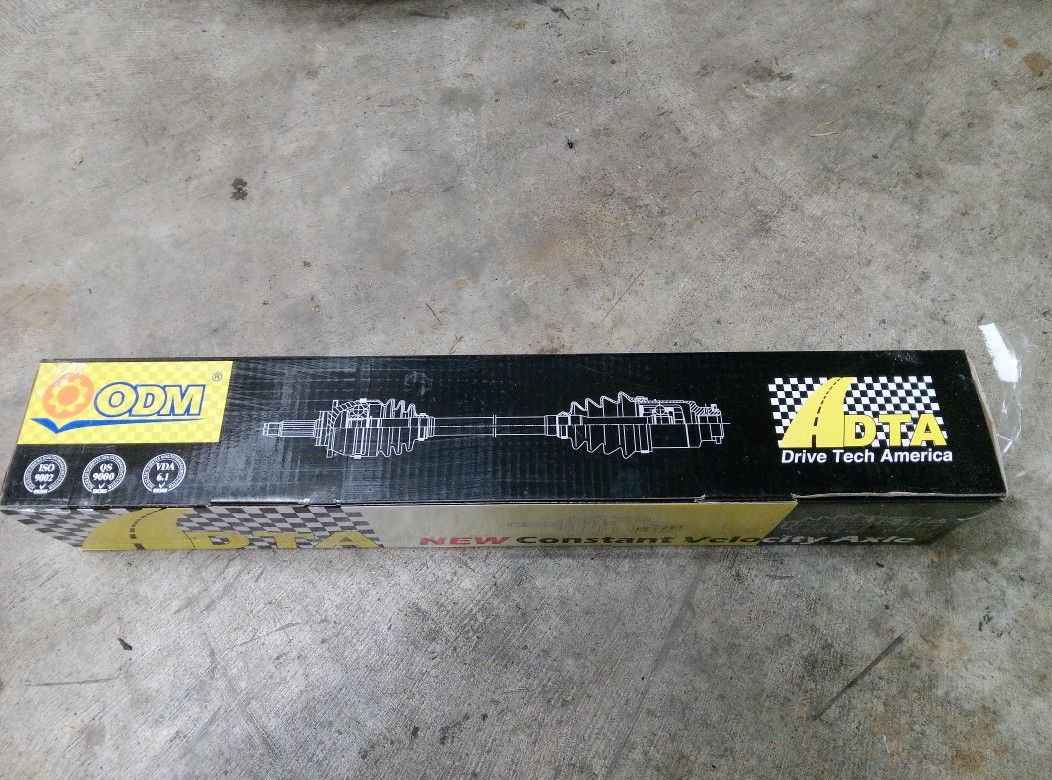 ODM ®
ISO
9002
QS
9000
VDA
6.1
DTA
Drive Tech America
DTA
NEW Constant Velocity Axle